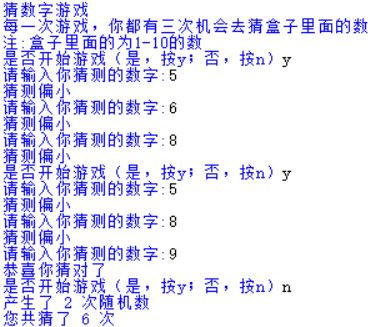 猜数字游戏
每一次游戏，你都有三次机会去猜盒子里面的数
注:盒子里面的为1-10的数
是否开始游戏（是，按y；否，按n）y
请输入你猜测的数字:5
猜测偏小
请输入你猜测的数字:6
猜测偏小
请输入你猜测的数字:8
猜测偏小
是否开始游戏（是，按y；否，按n）y
请输入你猜测的数字:5
猜测偏小
请输入你猜测的数字:8
猜测偏小
请输入你猜测的数字:9
恭喜你猜对了
是否开始游戏（是，按y；否，按n）n
产生了 2 次随机数
您共猜了 6 次